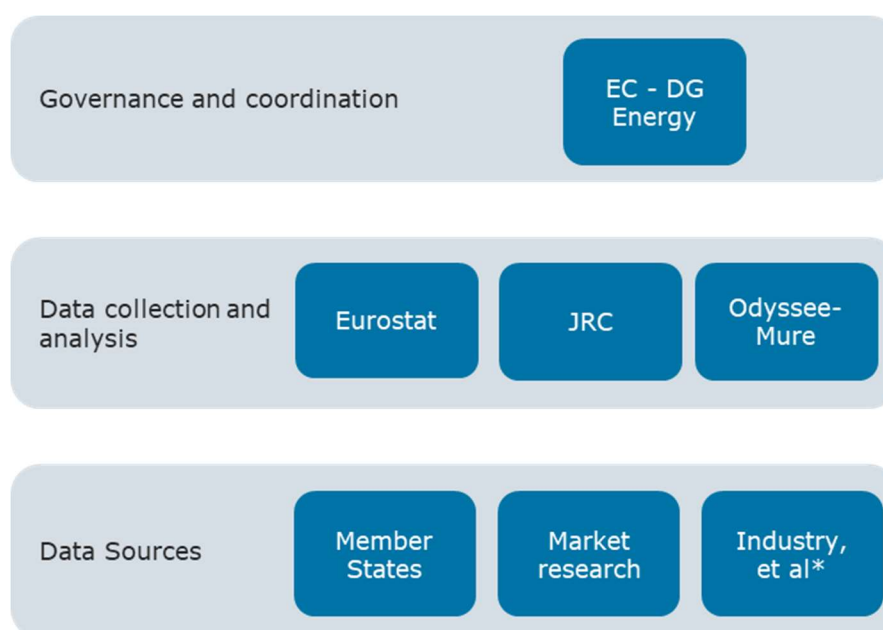 Governance and coordination
EC - DG
Energy
Data collection and
analysis
Eurostat
JRC
Odyssee-
Mure
Data Sources
Member
States
Market
research
Industry,
et al*